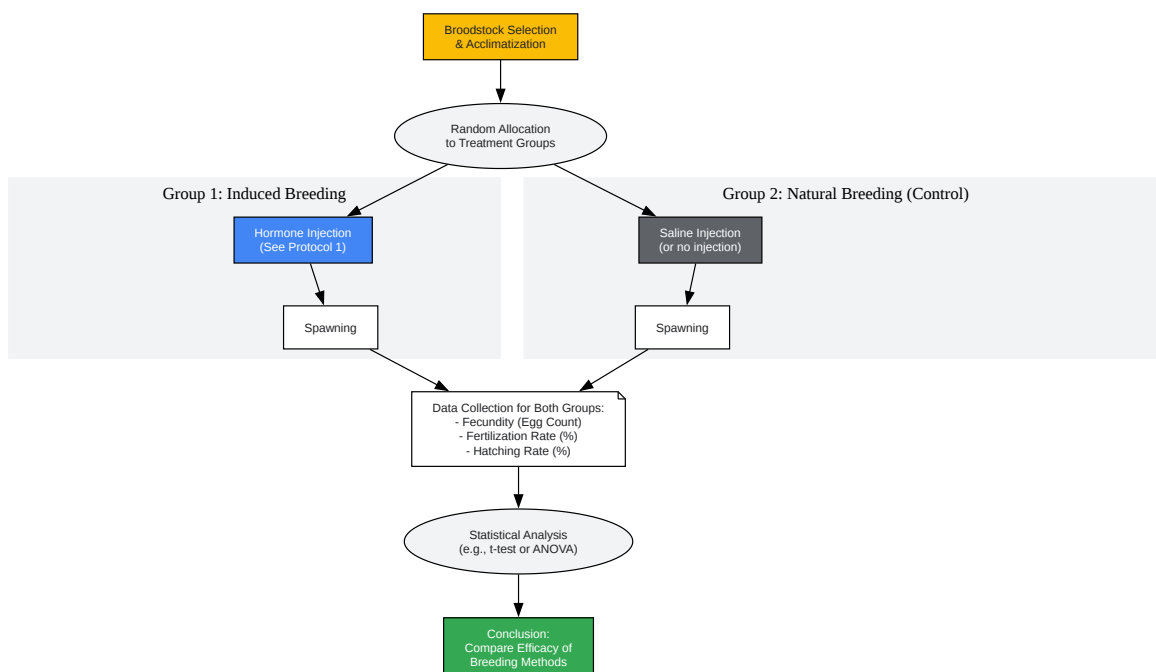 Broodstock Selection
& Acclimatization
Random Allocation
to Treatment Groups
Group 1: Induced Breeding
Group 2: Natural Breeding (Control)
Hormone Injection
(See Protocol 1)
Saline Injection
(or no injection)
Spawning
Spawning
Data Collection for Both Groups:
- Fecundity (Egg Count)
- Fertilization Rate (%)
- Hatching Rate (%)
Statistical Analysis
(e.g., t-test or ANOVA)
Conclusion:
Compare Efficacy of
Breeding Methods